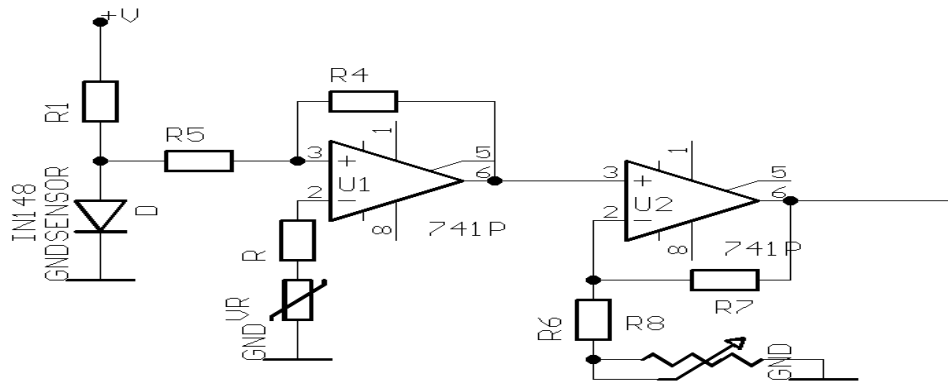 +V
R1
R5
R4
3
+
2
−
U1
1
5
6
8
741P
IN148
GNDSENSOR
D
R
VR
GND
3
+
2
−
U2
1
5
6
8
741P
R7
R6
R8
GND